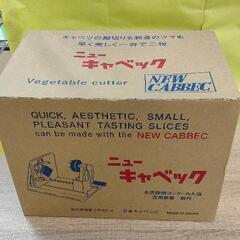 キャベツの線切りも刺身のツマも
早く美しく一台で二役
ニュー
キャベック
Vegetable cutter
NEW
CABBEC
QUICK, AESTHETIC, SMALL,
PLEASANT TASTING SLICES
can be made with the NEW CABBEC
ニュー
キャベック
MADE IN JAPAN